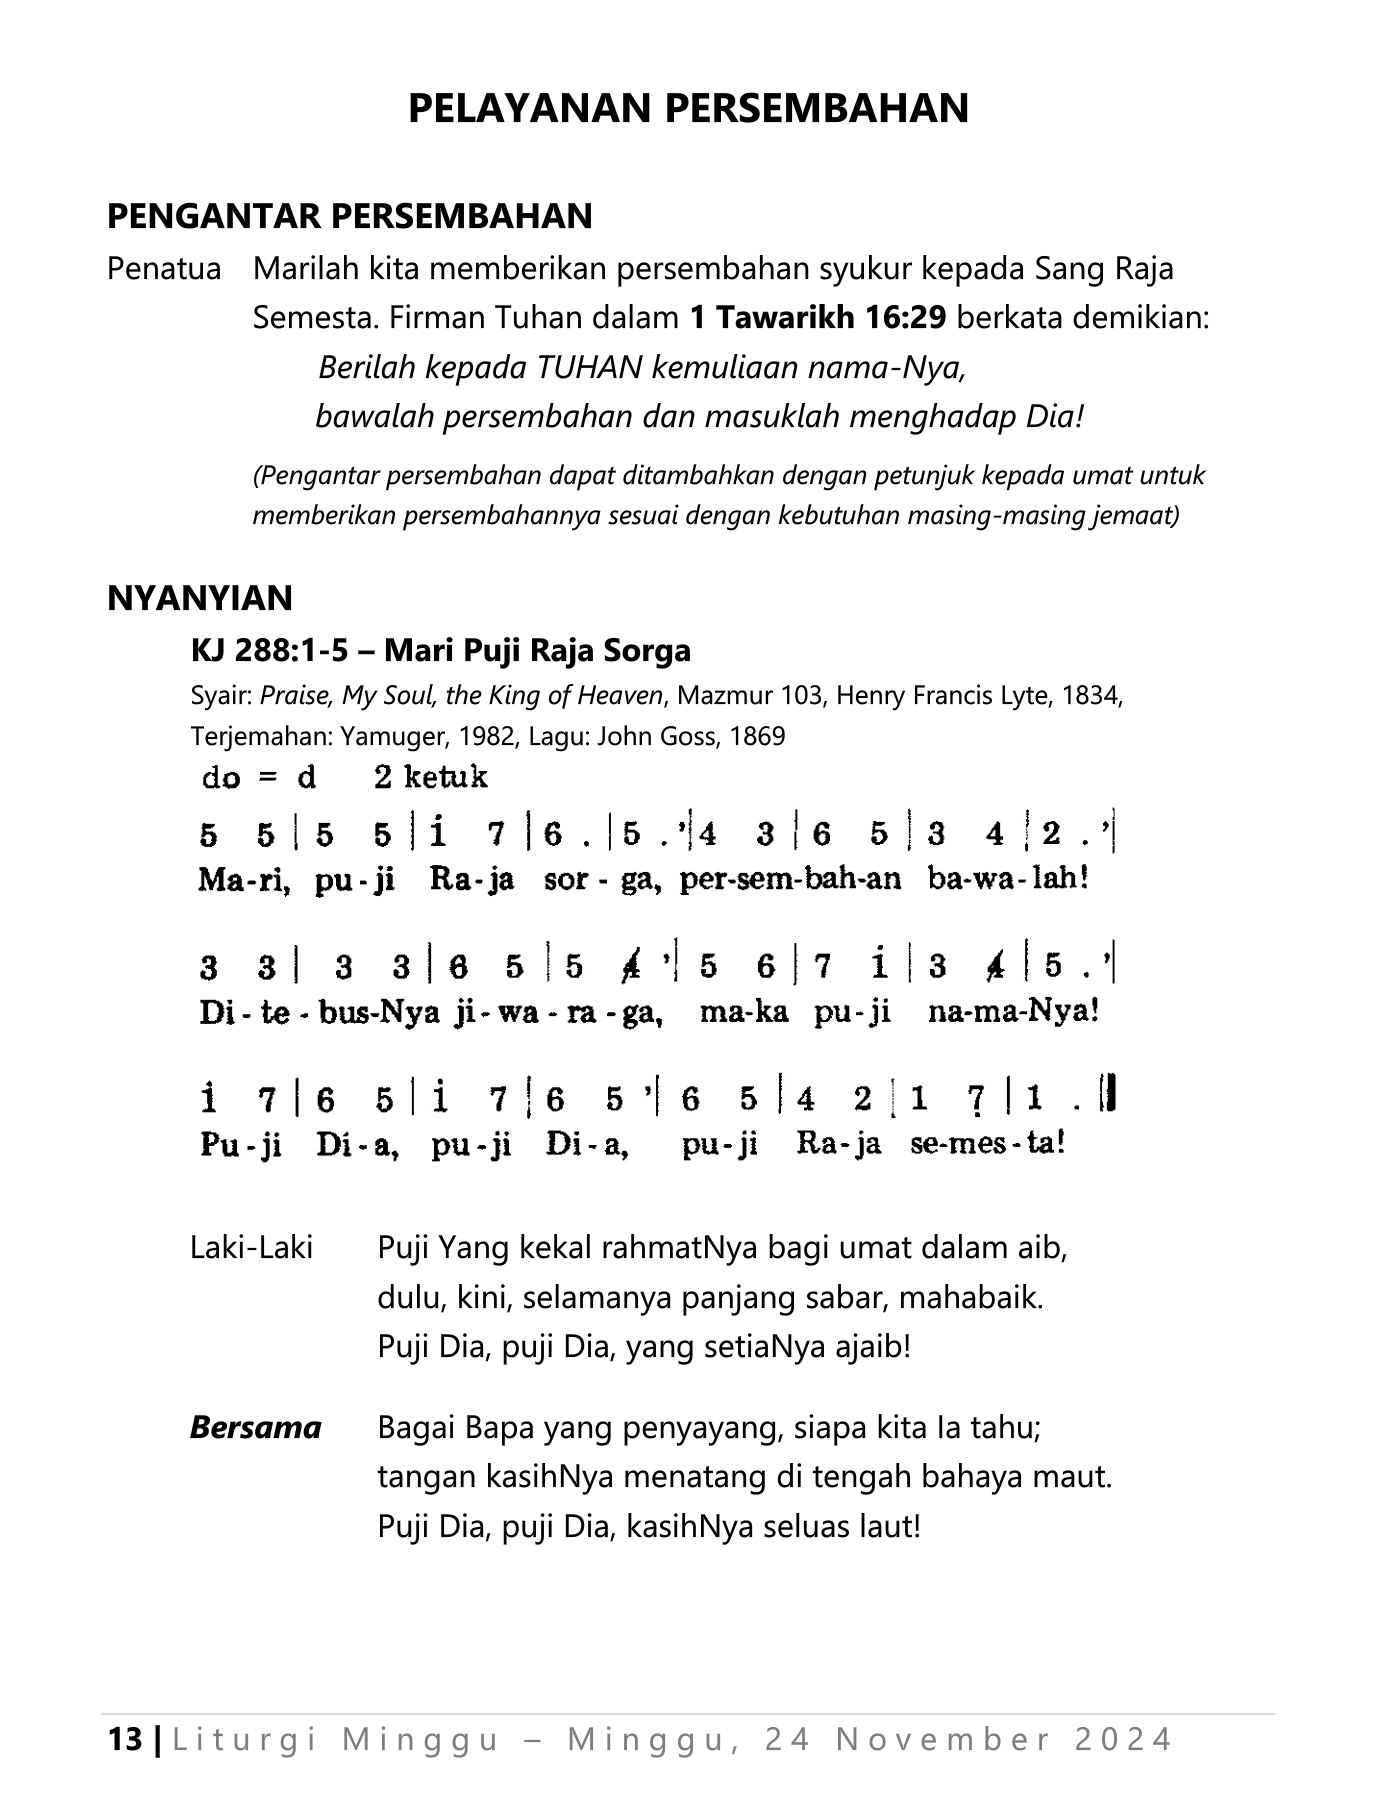 PELAYANAN PERSEMBAHAN
PENGANTAR PERSEMBAHAN
Penatua Marilah kita memberikan persembahan syukur kepada Sang Raja
Semesta. Firman Tuhan dalam 1 Tawarikh 16:29 berkata demikian:
Berilah kepada TUHAN kemuliaan nama-Nya,
bawalah persembahan dan masuklah menghadap Dia!
(Pengantar persembahan dapat ditambahkan dengan petunjuk kepada umat untuk
memberikan persembahannya sesuai dengan kebutuhan masing-masing jemaat)
NYANYIAN
KJ 288:1-5 – Mari Puji Raja Sorga
Syair: Praise, My Soul, the King of Heaven, Mazmur 103, Henry Francis Lyte, 1834,
Terjemahan: Yamuger, 1982, Lagu: John Goss, 1869
do = d 2 ketuk
5 5 | 5 5 | i 7 | 6 . | 5 . ’| 4 3 | 6 5 | 3 4 | 2 . ’|
Ma-ri, pu-ji Ra-ja sor-ga, per-sem-bah-an ba-wa-lah!
3 3 | 3 3 | 6 5 | 5 4̸ ’| 5 6 | 7 i | 3 4̸ | 5 . ’|
Di-te-bus-Nya ji-wa-ra-ga, ma-ka pu-ji na-ma-Nya!
i 7 | 6 5 | i 7 | 6 5 ’| 6 5 | 4 2 | 1 7̣ | 1 . ||
Pu-ji Di-a, pu-ji Di-a, pu-ji Ra-ja se-mes-ta!
Laki-Laki Puji Yang kekal rahmatNya bagi umat dalam aib,
dulu, kini, selamanya panjang sabar, mahabaik.
Puji Dia, puji Dia, yang setiaNya ajaib!
Bersama Bagai Bapa yang penyayang, siapa kita Ia tahu;
tangan kasihNya menatang di tengah bahaya maut.
Puji Dia, puji Dia, kasihNya seluas laut!
13 | Liturgi Minggu – Minggu, 24 November 2024